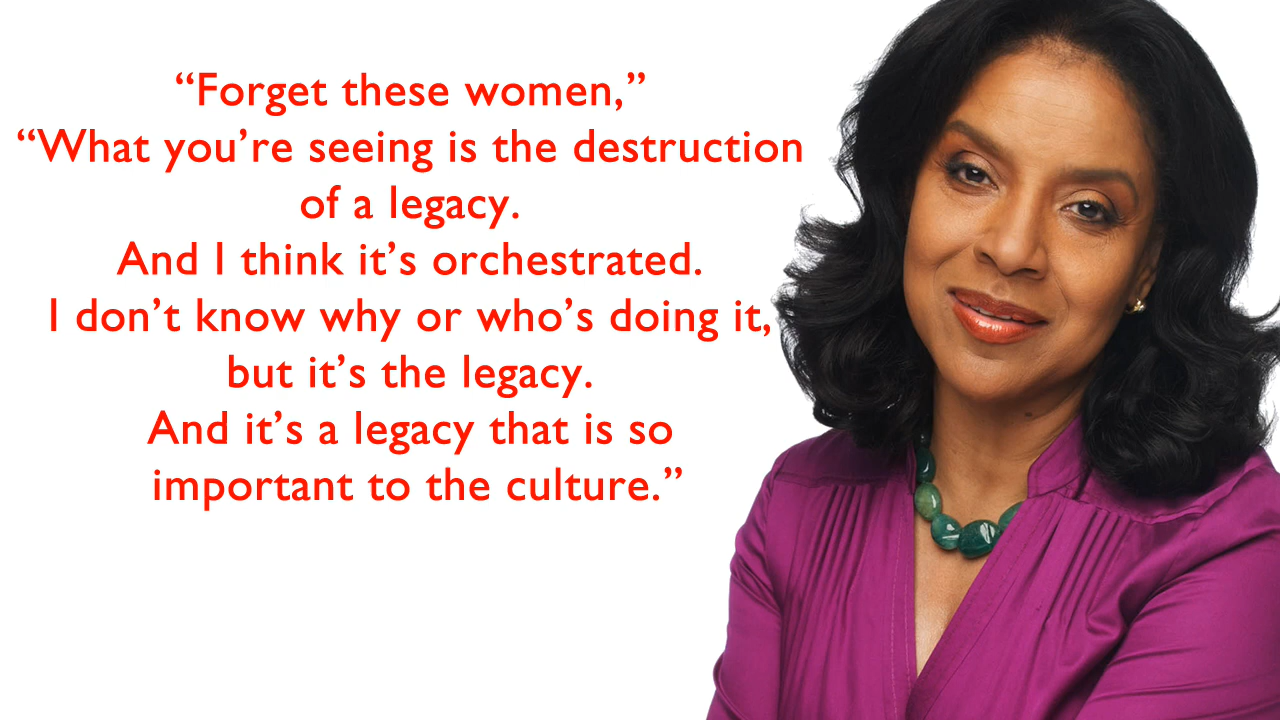 “Forget these women,”
“What you’re seeing is the destruction
of a legacy.
And I think it’s orchestrated.
I don’t know why or who’s doing it,
but it’s the legacy.
And it’s a legacy that is so
important to the culture.”